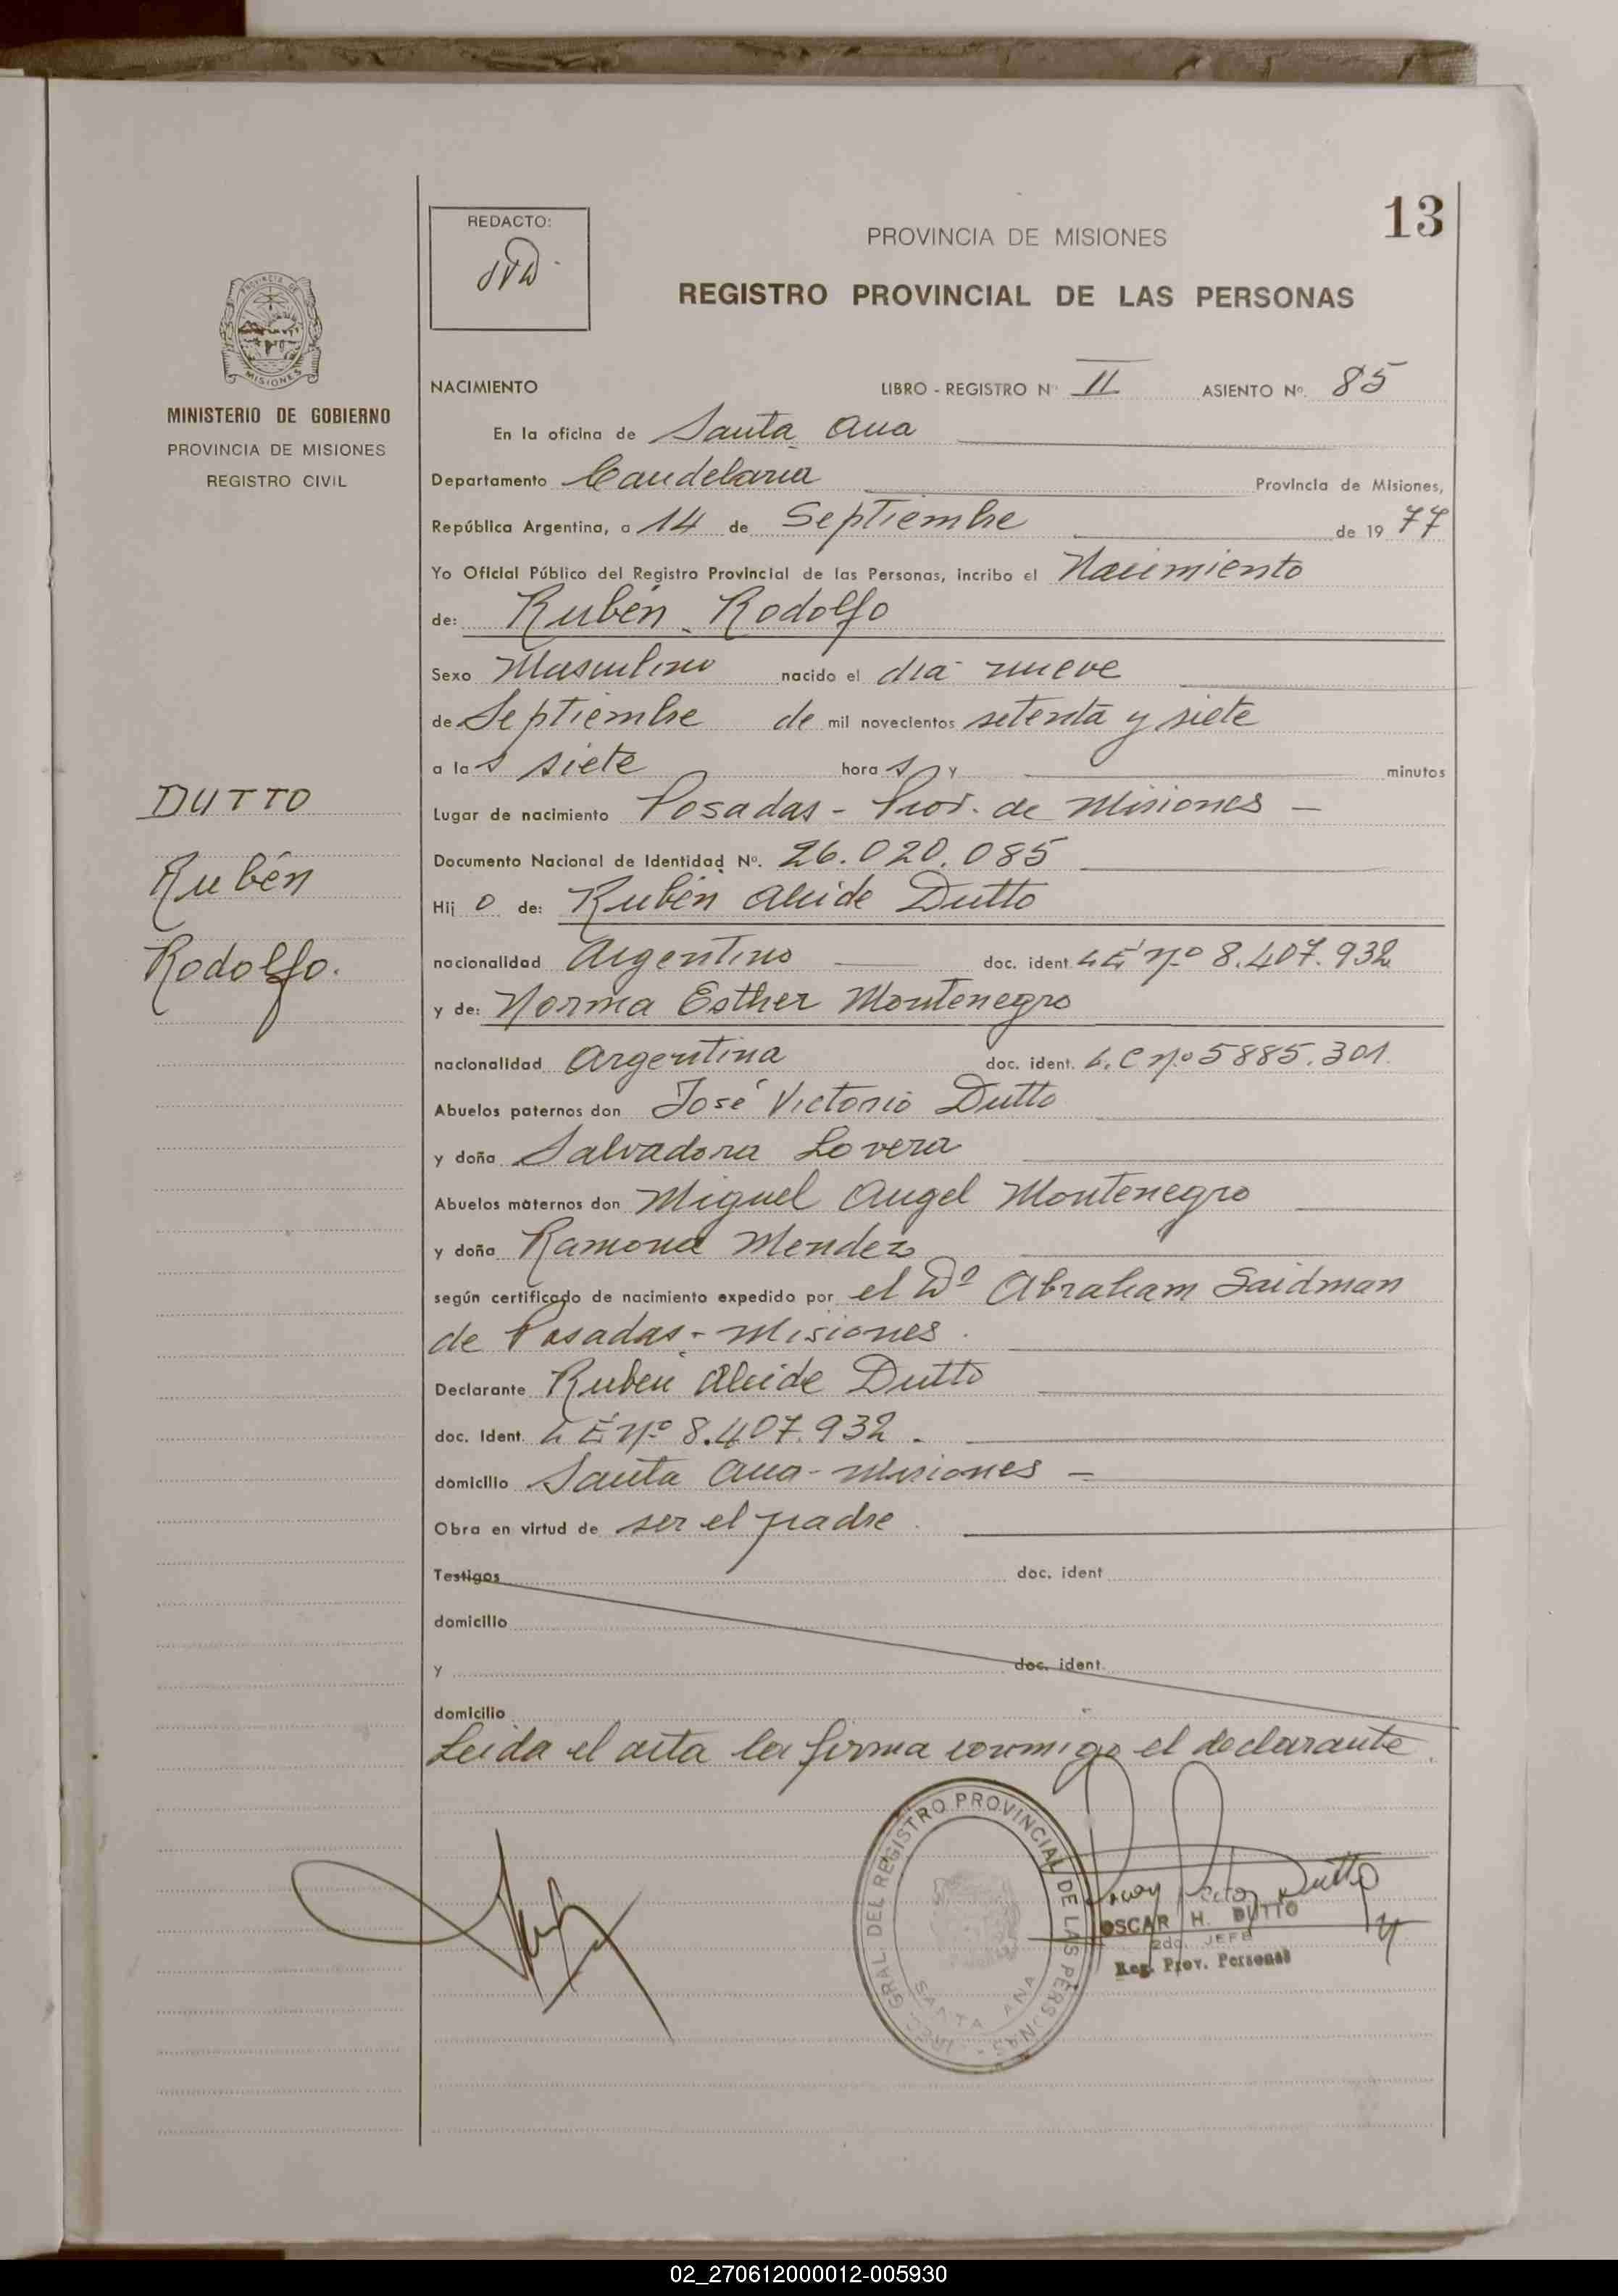 13
REDACTO:
PROVINCIA DE MISIONES
REGISTRO PROVINCIAL DE LAS PERSONAS
MISIONES
MINISTERIO DE GOBIERNO
PROVINCIA DE MISIONES
REGISTRO CIVIL
NACIMIENTO LIBRO - REGISTRO Nº II ASIENTO Nº. 85
En la oficina de Santa Ana
Departamento Candelaria Provincia de Misiones,
República Argentina, a 14 de Septiembre de 19 77
Yo Oficial Público del Registro Provincial de las Personas, incribo el Nacimiento
de: Rubén Rodolfo
Sexo Masculino nacido el día nueve
de Septiembre de mil novecientos setenta y siete
a las siete horas y minutos
Lugar de nacimiento Posadas - Prov. de Misiones -
Documento Nacional de Identidad Nº. 26.020.085
Hijo de: Rubén Alcide Dutto
nacionalidad Argentino doc. ident. L.E. nº 8.407.932
y de: Norma Esther Montenegro
nacionalidad Argentina doc. ident. L.C nº 5885.301.
Abuelos paternos don José Victorio Dutto
y doña Salvadora Lovera
Abuelos maternos don Miguel Angel Montenegro
y doña Ramona Mendez
según certificado de nacimiento expedido por el Dº Abraham Saidman
de Posadas - Misiones.
Declarante Rubén Alcide Dutto
doc. Ident. L.E. Nº 8.407.932.
domicilio Santa Ana - Misiones -
Obra en virtud de ser el padre.
Testigos doc. ident
domicilio
y doc. ident.
domicilio
Leida el acta la firma conmigo el declarante.
DUTTO
Rubén
Rodolfo.
GRAL DEL REGISTRO PROVINCIAL DE LAS PERSONAS
SANTA ANA
OSCAR H. DUTTO
2do. JEFE
Reg. Prov. Personas
02_270612000012-005930